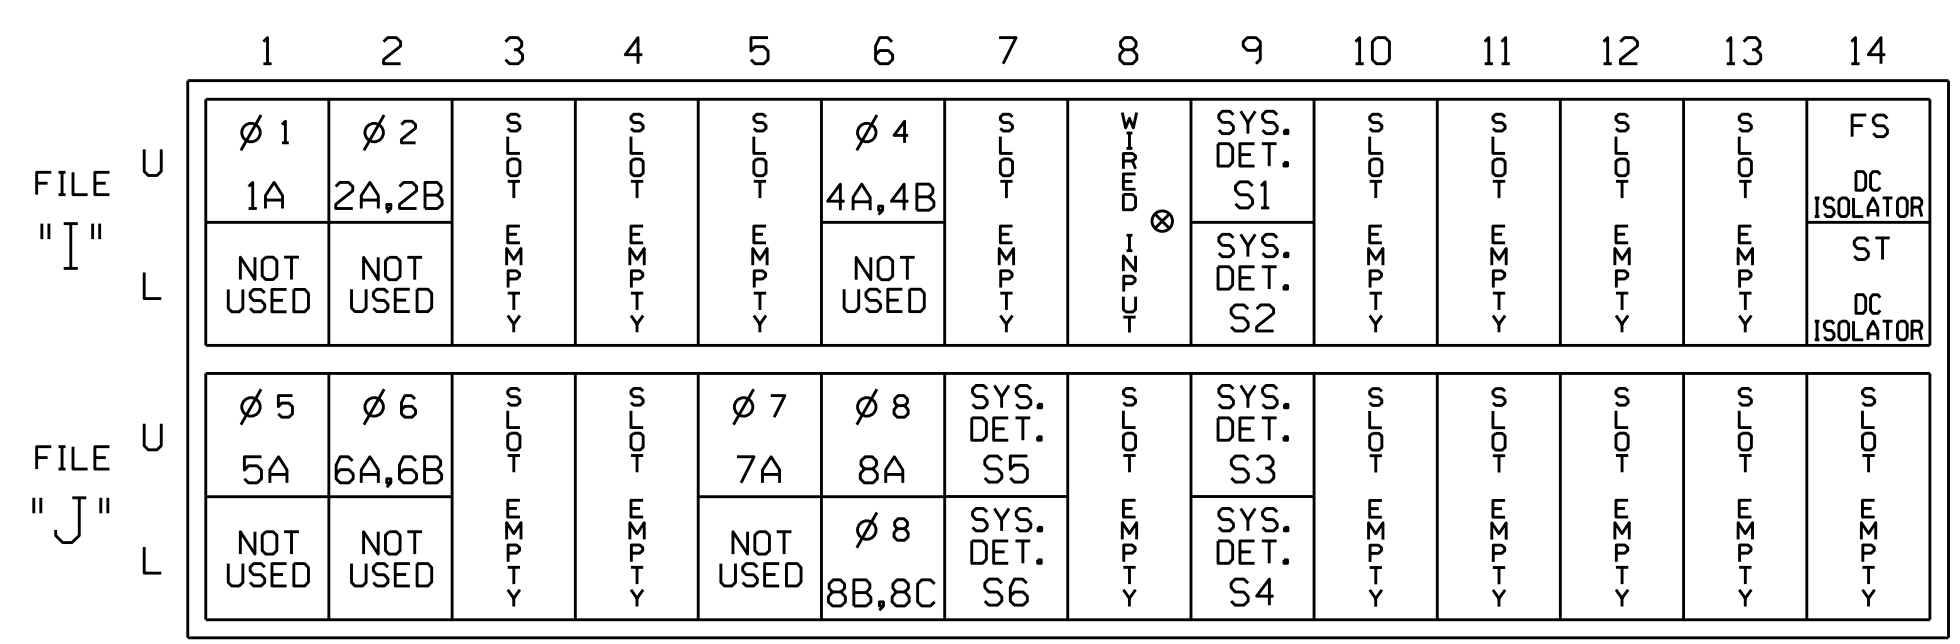 1 2 3 4 5 6 7 8 9 10 11 12 13 14
FILE "I"
U
L
Ø 1
1A
NOT
USED
Ø 2
2A,2B
NOT
USED
SLOT EMPTY
SLOT EMPTY
SLOT EMPTY
Ø 4
4A,4B
NOT
USED
SLOT EMPTY
WIRED INPUT
⊗
SYS.
DET.
S1
SYS.
DET.
S2
SLOT EMPTY
SLOT EMPTY
SLOT EMPTY
SLOT EMPTY
FS
DC
ISOLATOR
ST
DC
ISOLATOR
FILE
"J"
U
L
Ø 5
5A
NOT
USED
Ø 6
6A,6B
NOT
USED
SLOT EMPTY
SLOT EMPTY
Ø 7
7A
NOT
USED
Ø 8
8A
Ø 8
8B,8C
SYS.
DET.
S5
SYS.
DET.
S6
SLOT EMPTY
SYS.
DET.
S3
SYS.
DET.
S4
SLOT EMPTY
SLOT EMPTY
SLOT EMPTY
SLOT EMPTY
SLOT EMPTY